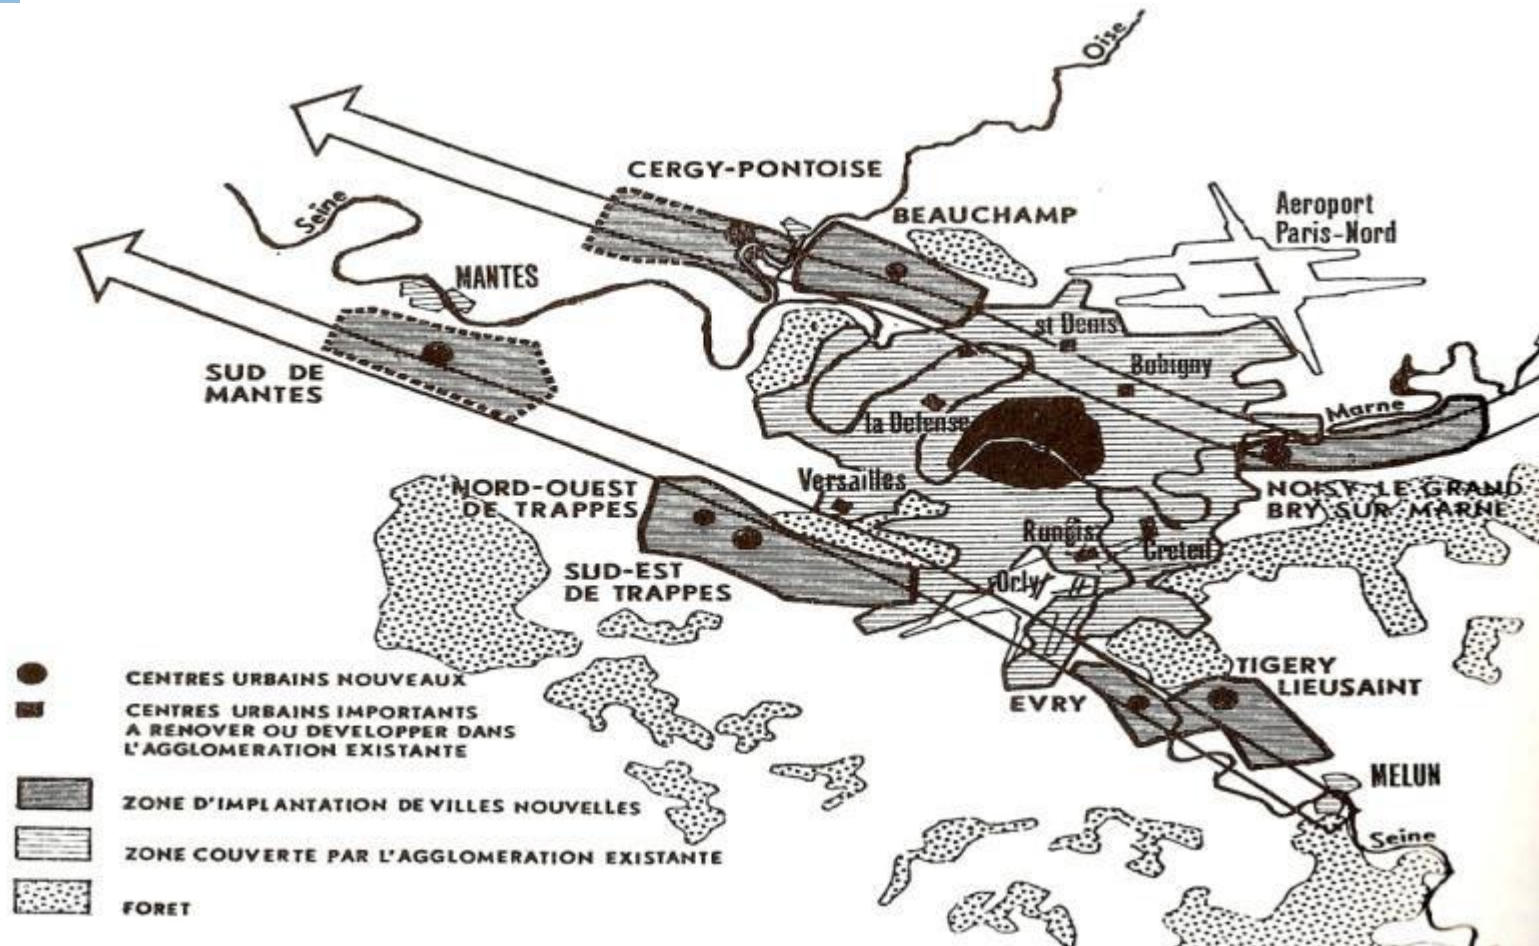 Oise
CERGY-PONTOISE
Seine
BEAUCHAMP
Aeroport
Paris-Nord
MANTES
St Denis
Bobigny
SUD DE
MANTES
Marne
la Defense
Versailles
NORD-OUEST
DE TRAPPES
NOISY LE GRAND
BRY SUR MARNE
Rungis
Creteil
SUD-EST
DE TRAPPES
Orly
TIGERY
LIEUSAINT
EVRY
MELUN
Seine
CENTRES URBAINS NOUVEAUX
CENTRES URBAINS IMPORTANTS
A RENOVER OU DEVELOPPER DANS
L'AGGLOMERATION EXISTANTE
ZONE D'IMPLANTATION DE VILLES NOUVELLES
ZONE COUVERTE PAR L'AGGLOMERATION EXISTANTE
FORET